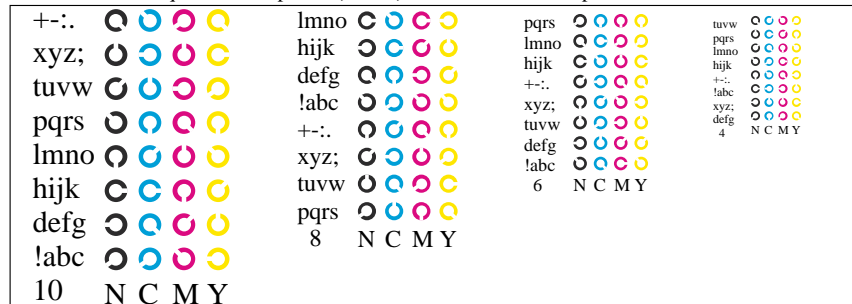 +-:.
xyz;
tuvw
pqrs
lmno
hijk
defg
!abc
10 N C M Y
lmno
hijk
defg
!abc
+-:.
xyz;
tuvw
pqrs
8 N C M Y
pqrs
lmno
hijk
+-:.
xyz;
tuvw
defg
!abc
6 N C M Y
tuvw
pqrs
lmno
hijk
+-:.
!abc
xyz;
defg
4 N C M Y